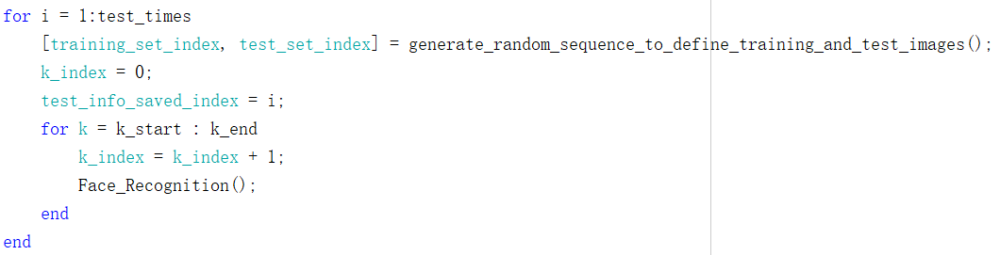 for i = 1:test_times
    [training_set_index, test_set_index] = generate_random_sequence_to_define_training_and_test_images();
    k_index = 0;
    test_info_saved_index = i;
    for k = k_start : k_end
        k_index = k_index + 1;
        Face_Recognition();
    end
end